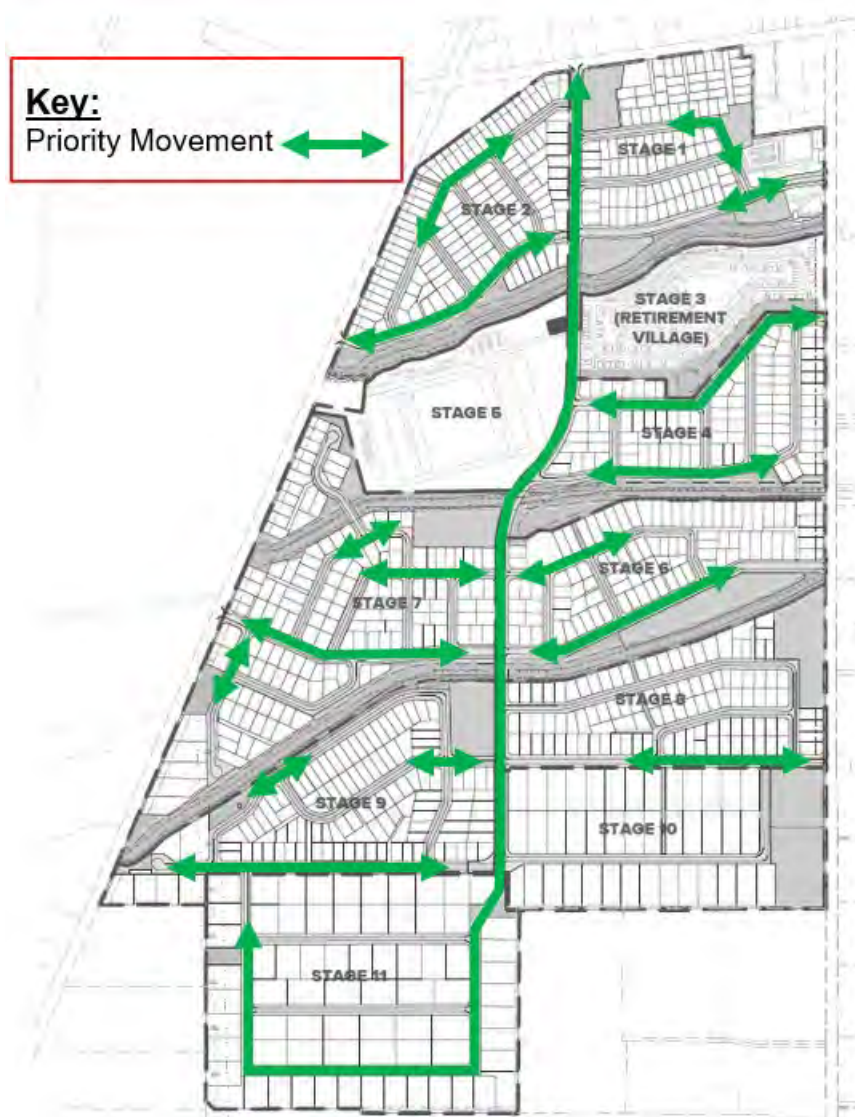 Key:
Priority Movement
STAGE 1
STAGE 2
STAGE 3
(RETIREMENT
VILLAGE)
STAGE 5
STAGE 4
STAGE 6
STAGE 7
STAGE 8
STAGE 9
STAGE 10
STAGE 11